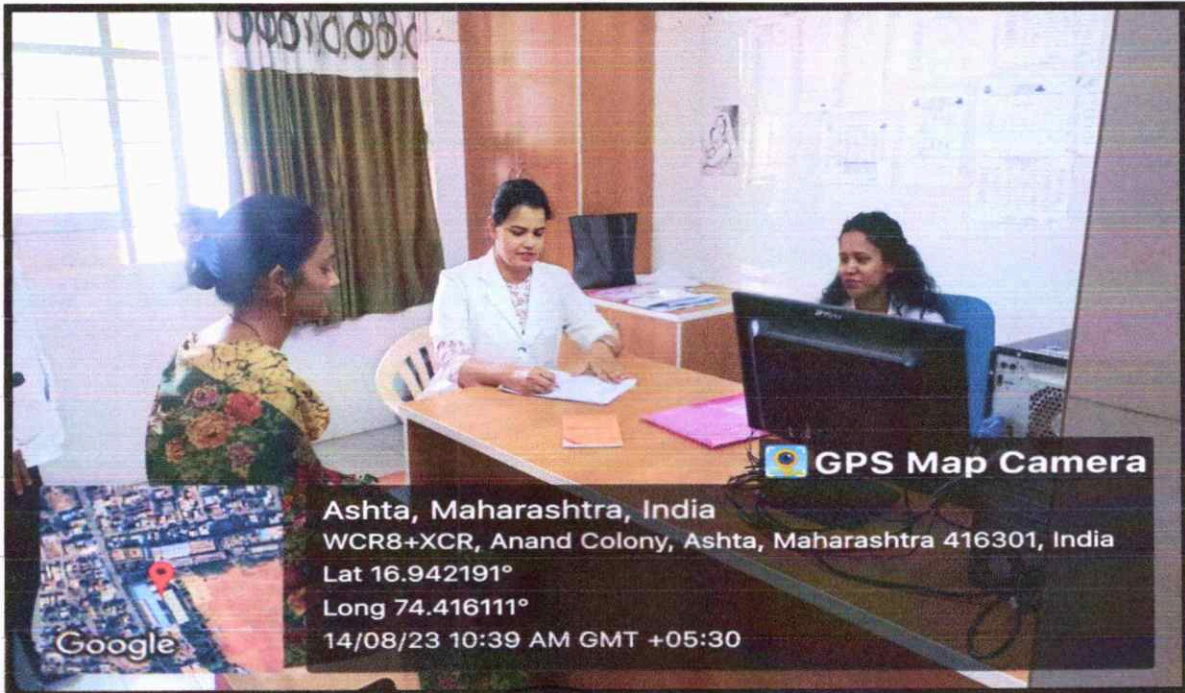 GPS Map Camera
Ashta, Maharashtra, India
WCR8+XCR, Anand Colony, Ashta, Maharashtra 416301, India
Lat 16.942191°
Long 74.416111°
14/08/23 10:39 AM GMT +05:30
Google